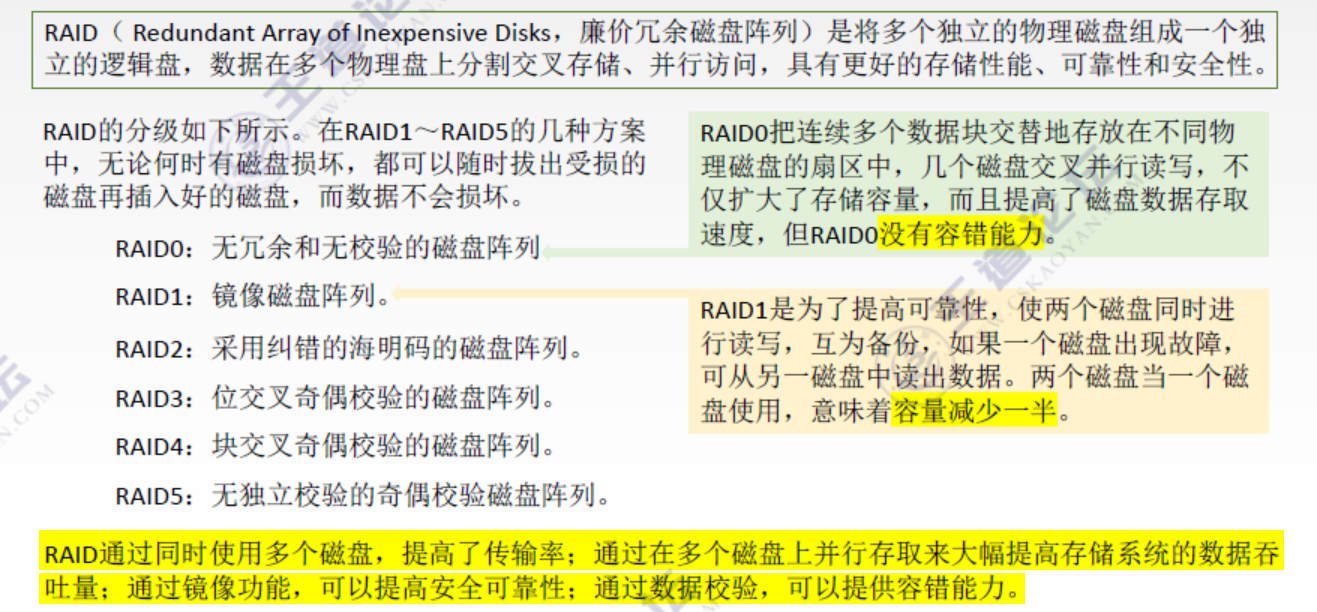 RAID（ Redundant Array of Inexpensive Disks，廉价冗余磁盘阵列）是将多个独立的物理磁盘组成一个独
立的逻辑盘，数据在多个物理盘上分割交叉存储、并行访问，具有更好的存储性能、可靠性和安全性。
RAID的分级如下所示。在RAID1～RAID5的几种方案
中，无论何时有磁盘损坏，都可以随时拔出受损的
磁盘再插入好的磁盘，而数据不会损坏。
RAID0：无冗余和无校验的磁盘阵列
RAID1：镜像磁盘阵列。
RAID2：采用纠错的海明码的磁盘阵列。
RAID3：位交叉奇偶校验的磁盘阵列。
RAID4：块交叉奇偶校验的磁盘阵列。
RAID5：无独立校验的奇偶校验磁盘阵列。
RAID0把连续多个数据块交替地存放在不同物
理磁盘的扇区中，几个磁盘交叉并行读写，不
仅扩大了存储容量，而且提高了磁盘数据存取
速度，但RAID0没有容错能力。
RAID1是为了提高可靠性，使两个磁盘同时进
行读写，互为备份，如果一个磁盘出现故障，
可从另一磁盘中读出数据。两个磁盘当一个磁
盘使用，意味着容量减少一半。
RAID通过同时使用多个磁盘，提高了传输率；通过在多个磁盘上并行存取来大幅提高存储系统的数据吞
吐量；通过镜像功能，可以提高安全可靠性；通过数据校验，可以提供容错能力。